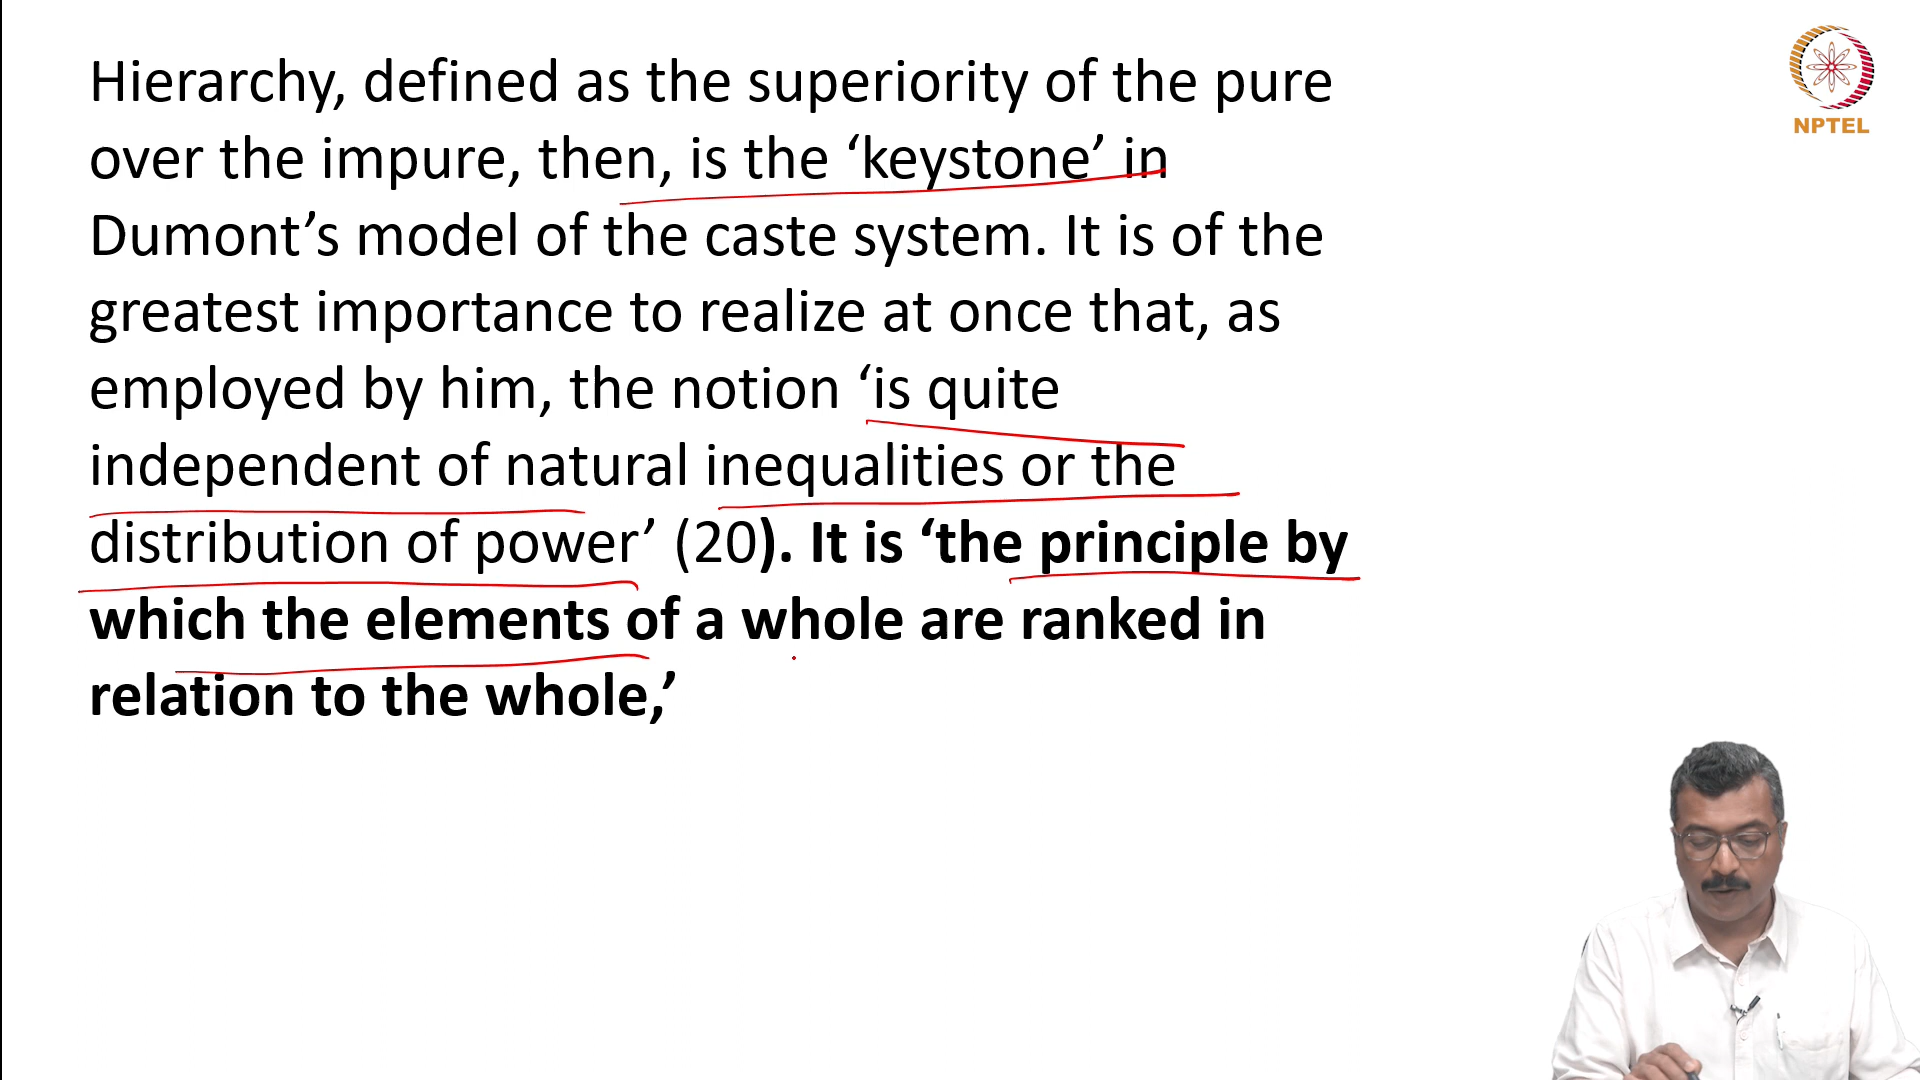 Hierarchy, defined as the superiority of the pure
over the impure, then, is the ‘keystone’ in
Dumont’s model of the caste system. It is of the
greatest importance to realize at once that, as
employed by him, the notion ‘is quite
independent of natural inequalities or the
distribution of power’ (20). It is ‘the principle by
which the elements of a whole are ranked in
relation to the whole,’
NPTEL